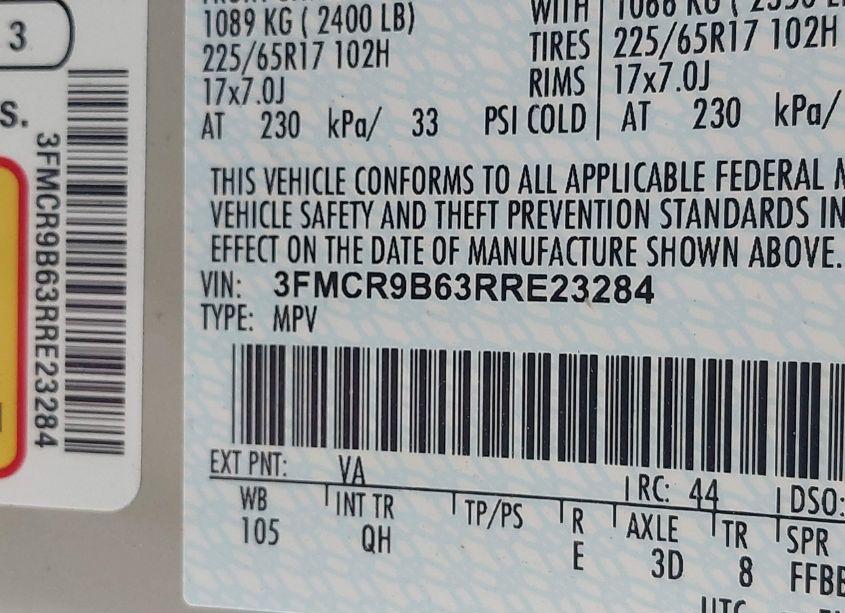 3
S.
3FMCR9B63RRE23284
1089 KG ( 2400 LB)
225/65R17 102H
17x7.0J
AT 230 kPa/ 33 PSI COLD
WITH
TIRES 225/65R17 102H
RIMS 17x7.0J
AT 230 kPa/
THIS VEHICLE CONFORMS TO ALL APPLICABLE FEDERAL
VEHICLE SAFETY AND THEFT PREVENTION STANDARDS IN
EFFECT ON THE DATE OF MANUFACTURE SHOWN ABOVE.
VIN: 3FMCR9B63RRE23284
TYPE: MPV
EXT PNT: VA RC: 44 DSO:
WB INT TR TP/PS R AXLE TR SPR
105 QH E 3D 8 FFBE